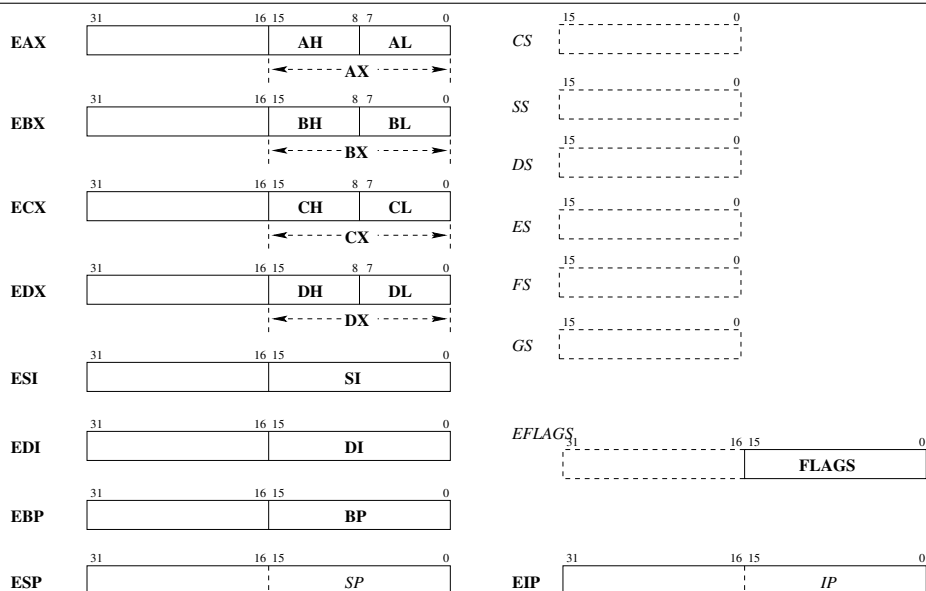 31 16 15 8 7 0
EAX AH AL
AX
31 16 15 8 7 0
EBX BH BL
BX
31 16 15 8 7 0
ECX CH CL
CX
31 16 15 8 7 0
EDX DH DL
DX
31 16 15 0
ESI SI
31 16 15 0
EDI DI
31 16 15 0
EBP BP
31 16 15 0
ESP SP
15 0
CS
15 0
SS
15 0
DS
15 0
ES
15 0
FS
15 0
GS
EFLAGS
31 16 15 0
FLAGS
31 16 15 0
EIP IP